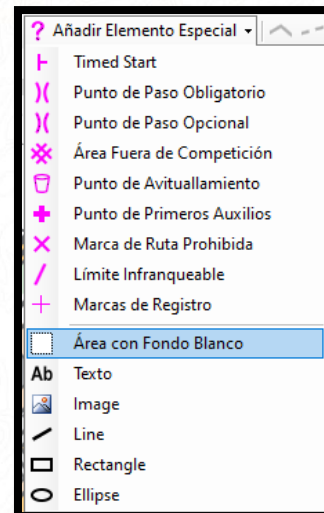 ? Añadir Elemento Especial
Timed Start
Punto de Paso Obligatorio
Punto de Paso Opcional
Área Fuera de Competición
Punto de Avituallamiento
Punto de Primeros Auxilios
Marca de Ruta Prohibida
Límite Infranqueable
Marcas de Registro
Área con Fondo Blanco
Ab Texto
Image
Line
Rectangle
Ellipse